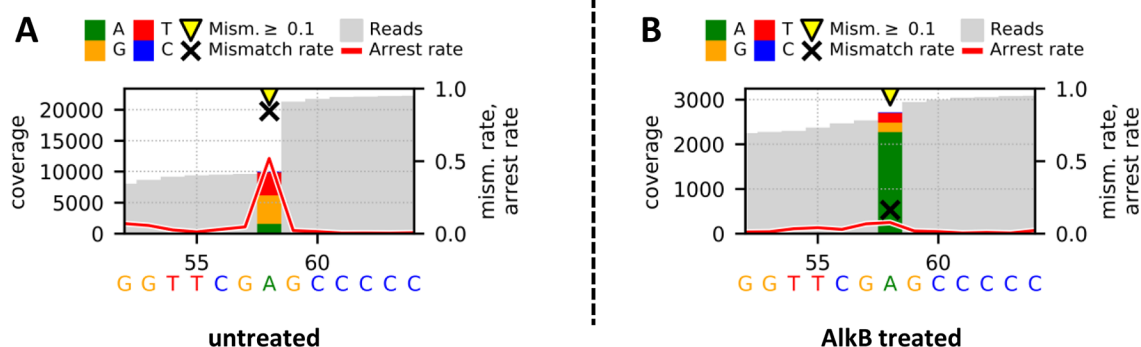 A
A T Mism. ≥ 0.1 Reads
G C Mismatch rate Arrest rate
coverage
20000
15000
10000
5000
0
1.0
0.5
0.0
mism. rate,
arrest rate
55 60
G G T T C G A G C C C C C
untreated
B
A T Mism. ≥ 0.1 Reads
G C Mismatch rate Arrest rate
coverage
3000
2000
1000
0
1.0
0.5
0.0
mism. rate,
arrest rate
55 60
G G T T C G A G C C C C C
AlkB treated